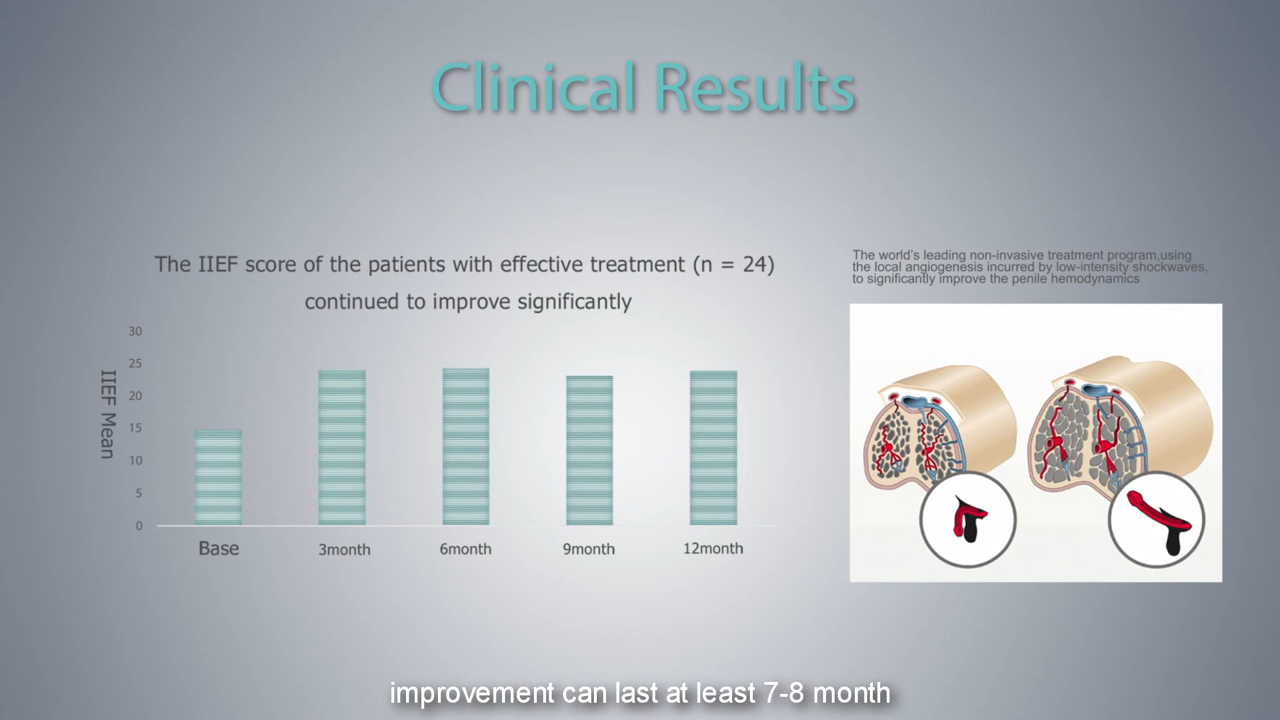 Clinical Results
The IIEF score of the patients with effective treatment (n = 24)
continued to improve significantly
30
25
20
15
10
5
0
IIEF Mean
Base
3month
6month
9month
12month
The world's leading non-invasive treatment program,using
the local angiogenesis incurred by low-intensity shockwaves,
to significantly improve the penile hemodynamics
improvement can last at least 7-8 month